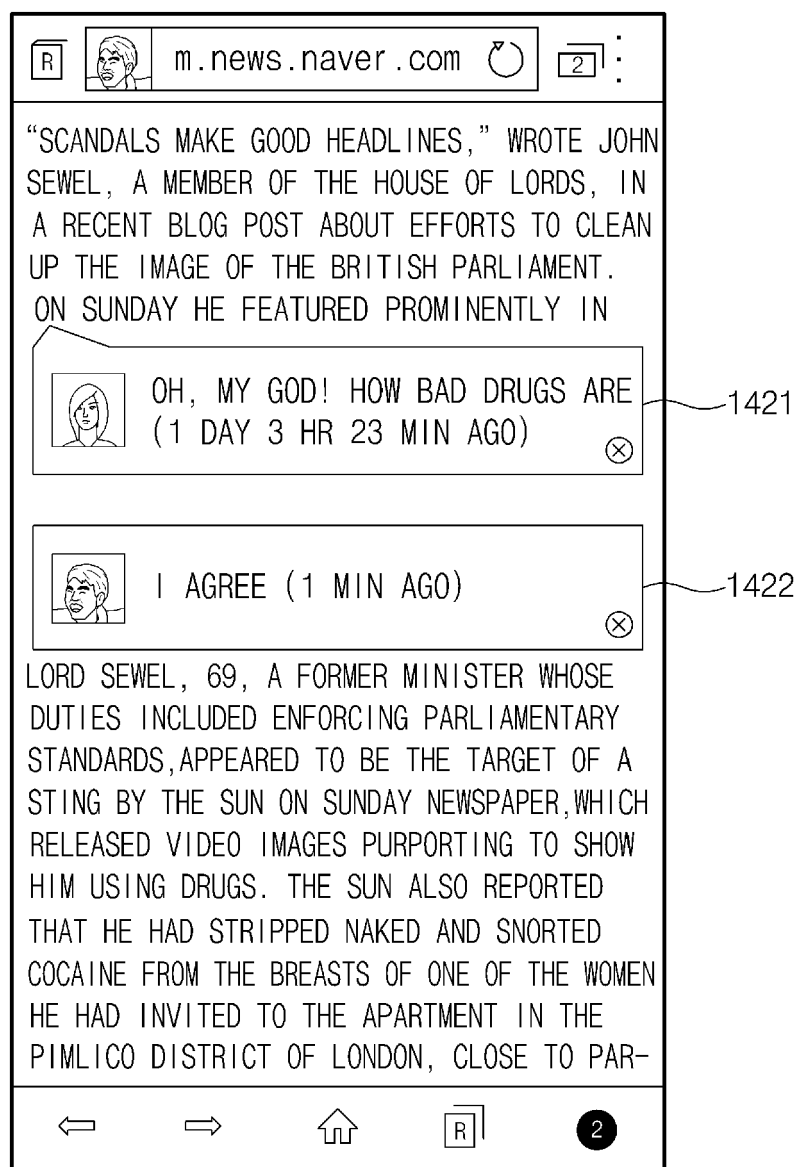 R m.news.naver.com 2
“SCANDALS MAKE GOOD HEADLINES,” WROTE JOHN
SEWEL, A MEMBER OF THE HOUSE OF LORDS, IN
A RECENT BLOG POST ABOUT EFFORTS TO CLEAN
UP THE IMAGE OF THE BRITISH PARLIAMENT.
ON SUNDAY HE FEATURED PROMINENTLY IN
OH, MY GOD! HOW BAD DRUGS ARE
(1 DAY 3 HR 23 MIN AGO)
1421
I AGREE (1 MIN AGO)
1422
LORD SEWEL, 69, A FORMER MINISTER WHOSE
DUTIES INCLUDED ENFORCING PARLIAMENTARY
STANDARDS,APPEARED TO BE THE TARGET OF A
STING BY THE SUN ON SUNDAY NEWSPAPER,WHICH
RELEASED VIDEO IMAGES PURPORTING TO SHOW
HIM USING DRUGS. THE SUN ALSO REPORTED
THAT HE HAD STRIPPED NAKED AND SNORTED
COCAINE FROM THE BREASTS OF ONE OF THE WOMEN
HE HAD INVITED TO THE APARTMENT IN THE
PIMLICO DISTRICT OF LONDON, CLOSE TO PAR-
R 2